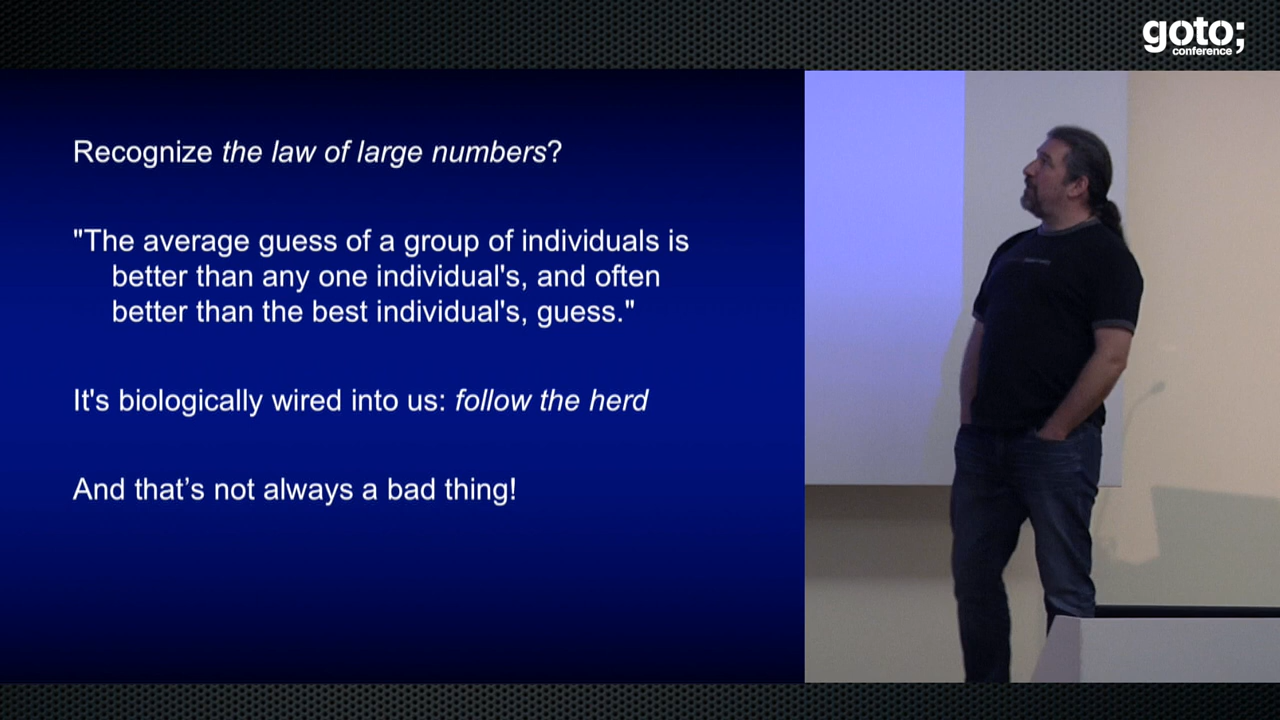 goto;
conference
Recognize the law of large numbers?
"The average guess of a group of individuals is
better than any one individual's, and often
better than the best individual's, guess."
It's biologically wired into us: follow the herd
And that’s not always a bad thing!